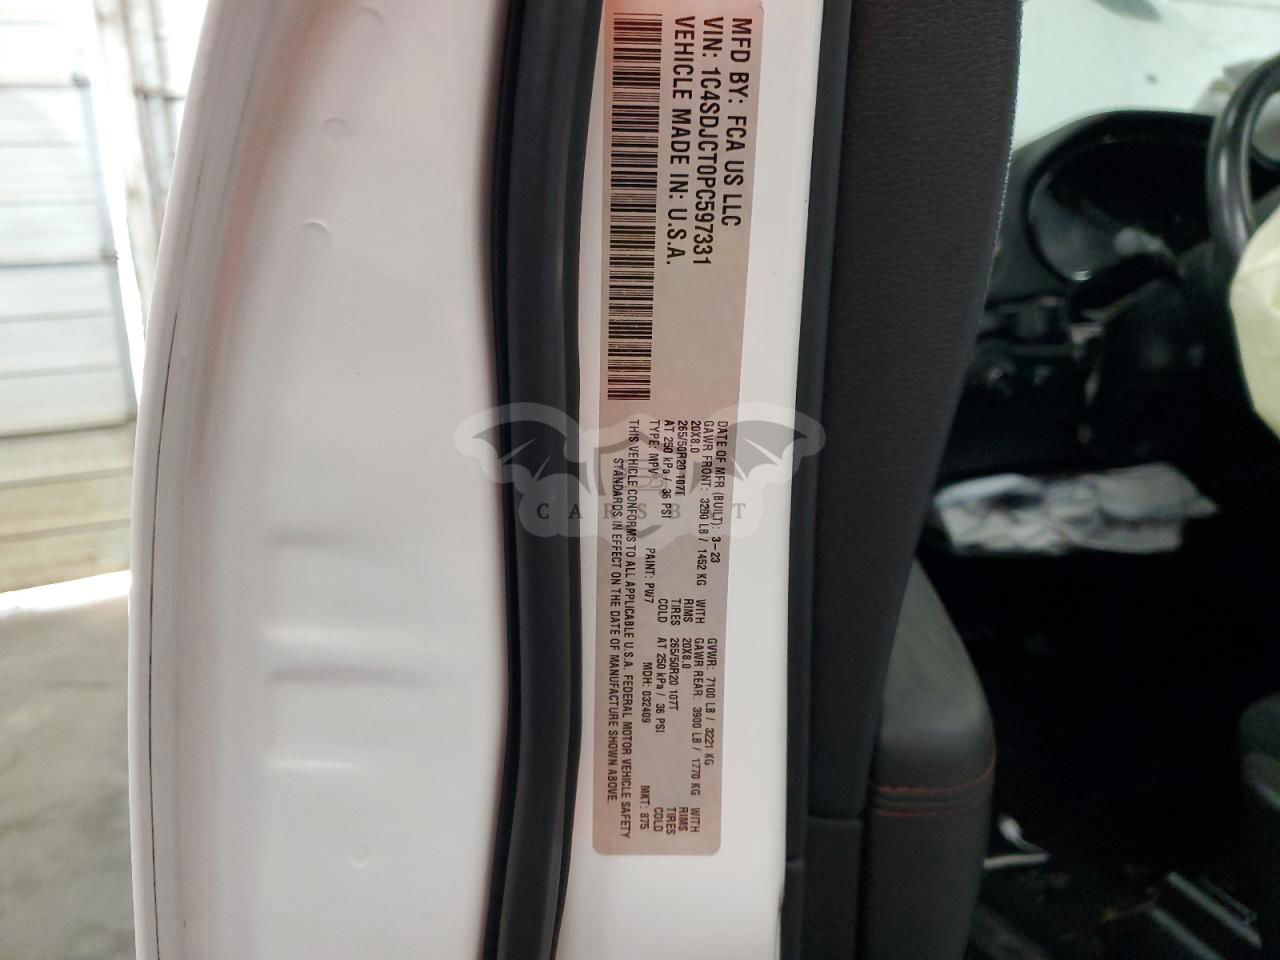 MFD BY: FCA US LLC
VIN: 1C4SDJCT0PC597331
VEHICLE MADE IN: U.S.A.
DATE OF MFR (BUILT): 3-23 GVWR: 7100 LB / 3221 KG
GAWR FRONT: 3200 LB / 1452 KG WITH GAWR REAR: 3900 LB / 1770 KG WITH
20X8.0 RIMS 20X8.0 RIMS
265/50R20 107T TIRES 265/50R20 107T TIRES
AT 250 kPa / 36 PSI COLD AT 250 kPa / 36 PSI COLD
TYPE: MPV PAINT: PW7 MDH: 032409 MKT: 875
THIS VEHICLE CONFORMS TO ALL APPLICABLE U.S.A. FEDERAL MOTOR VEHICLE SAFETY
STANDARDS IN EFFECT ON THE DATE OF MANUFACTURE SHOWN ABOVE.